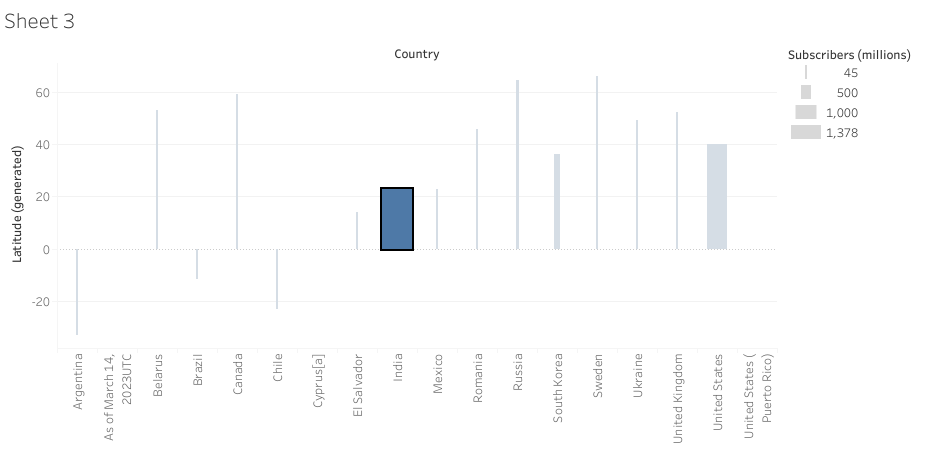 Sheet 3
Country
Subscribers (millions)
45
500
1,000
1,378
Latitude (generated)
60
40
20
0
-20
Argentina
As of March 14,
2023UTC
Belarus
Brazil
Canada
Chile
Cyprus[a]
El Salvador
India
Mexico
Romania
Russia
South Korea
Sweden
Ukraine
United Kingdom
United States
United States (
Puerto Rico)